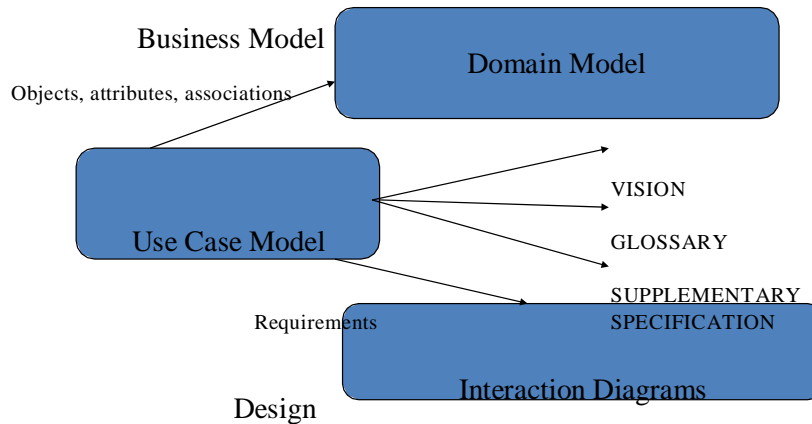 Business Model
Domain Model
Objects, attributes, associations
VISION
Use Case Model
GLOSSARY
SUPPLEMENTARY
SPECIFICATION
Requirements
Interaction Diagrams
Design